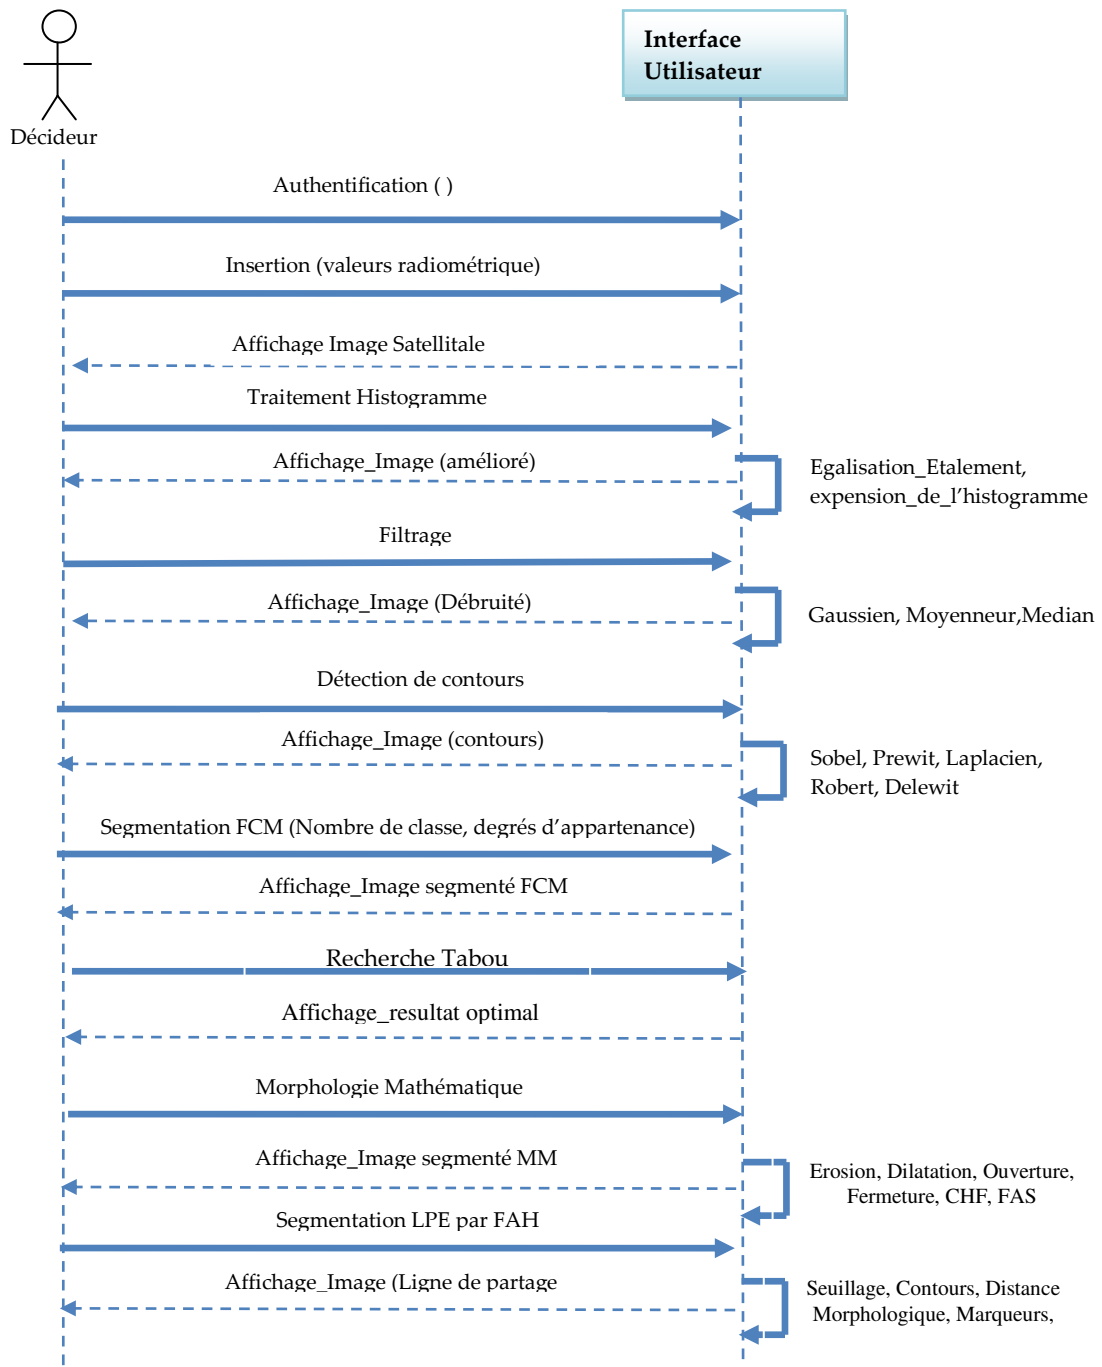 Interface
Utilisateur
Décideur
Authentification ( )
Insertion (valeurs radiométrique)
Affichage Image Satellitale
Traitement Histogramme
Affichage_Image (amélioré)
Egalisation_Etalement,
expension_de_l’histogramme
Filtrage
Affichage_Image (Débruité)
Gaussien, Moyenneur,Median
Détection de contours
Affichage_Image (contours)
Sobel, Prewit, Laplacien,
Robert, Delewit
Segmentation FCM (Nombre de classe, degrés d’appartenance)
Affichage_Image segmenté FCM
Recherche Tabou
Affichage_resultat optimal
Morphologie Mathématique
Affichage_Image segmenté MM
Erosion, Dilatation, Ouverture,
Fermeture, CHF, FAS
Segmentation LPE par FAH
Affichage_Image (Ligne de partage
Seuillage, Contours, Distance
Morphologique, Marqueurs,